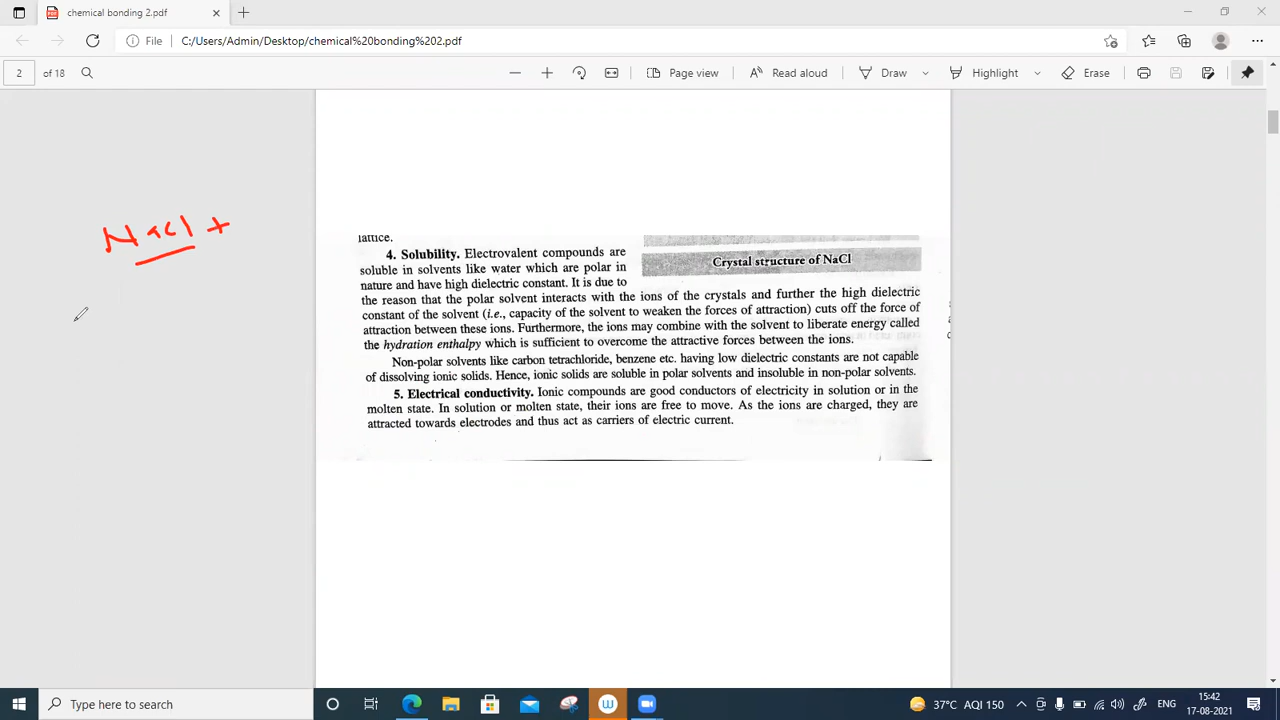 chemical bonding 2.pdf
File C:/Users/Admin/Desktop/chemical%20bonding%202.pdf
2 of 18 Page view Read aloud Draw Highlight Erase
NaCl +
lattice.
4. Solubility. Electrovalent compounds are
soluble in solvents like water which are polar in
nature and have high dielectric constant. It is due to
Crystal structure of NaCl
the reason that the polar solvent interacts with the ions of the crystals and further the high dielectric
constant of the solvent (i.e., capacity of the solvent to weaken the forces of attraction) cuts off the force of
attraction between these ions. Furthermore, the ions may combine with the solvent to liberate energy called
the hydration enthalpy which is sufficient to overcome the attractive forces between the ions.
Non-polar solvents like carbon tetrachloride, benzene etc. having low dielectric constants are not capable
of dissolving ionic solids. Hence, ionic solids are soluble in polar solvents and insoluble in non-polar solvents.
5. Electrical conductivity. Ionic compounds are good conductors of electricity in solution or in the
molten state. In solution or molten state, their ions are free to move. As the ions are charged, they are
attracted towards electrodes and thus act as carriers of electric current.
Type here to search
37°C AQI 150
ENG
15:42
17-08-2021